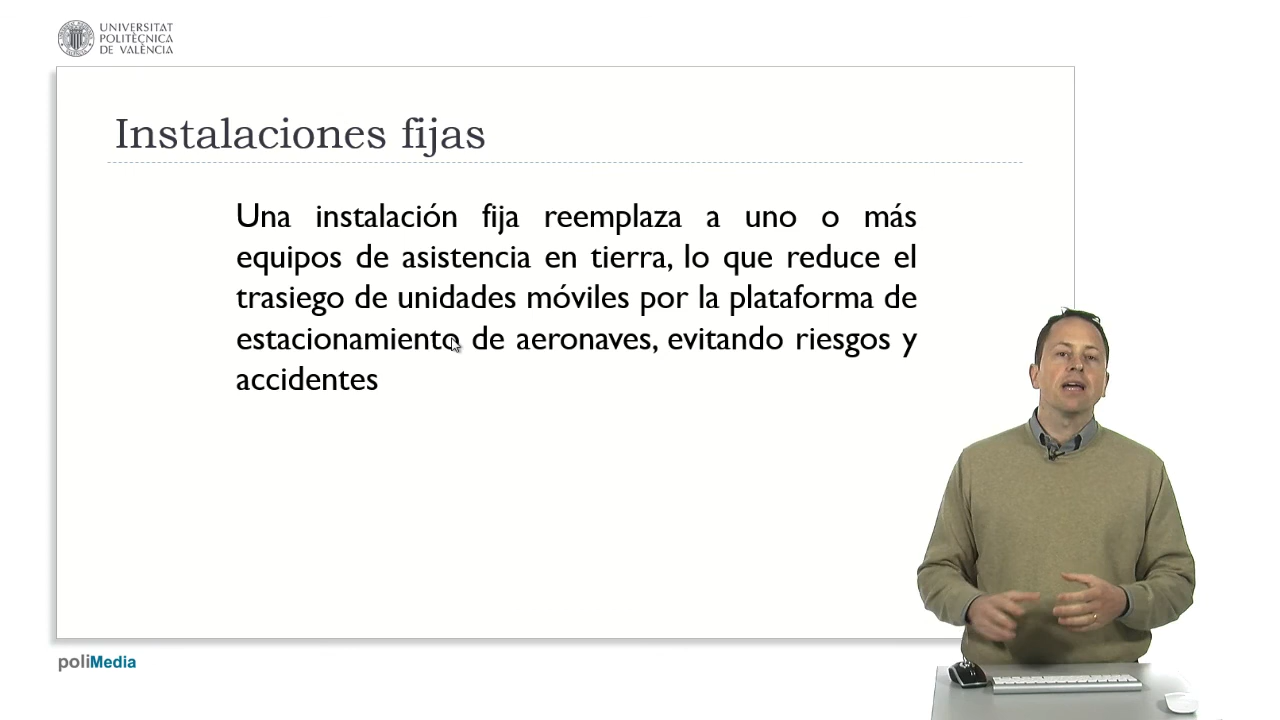 UNIVERSITAT
POLITÈCNICA
DE VALÈNCIA
Instalaciones fijas
Una instalación fija reemplaza a uno o más
equipos de asistencia en tierra, lo que reduce el
trasiego de unidades móviles por la plataforma de
estacionamiento de aeronaves, evitando riesgos y
accidentes
poliMedia